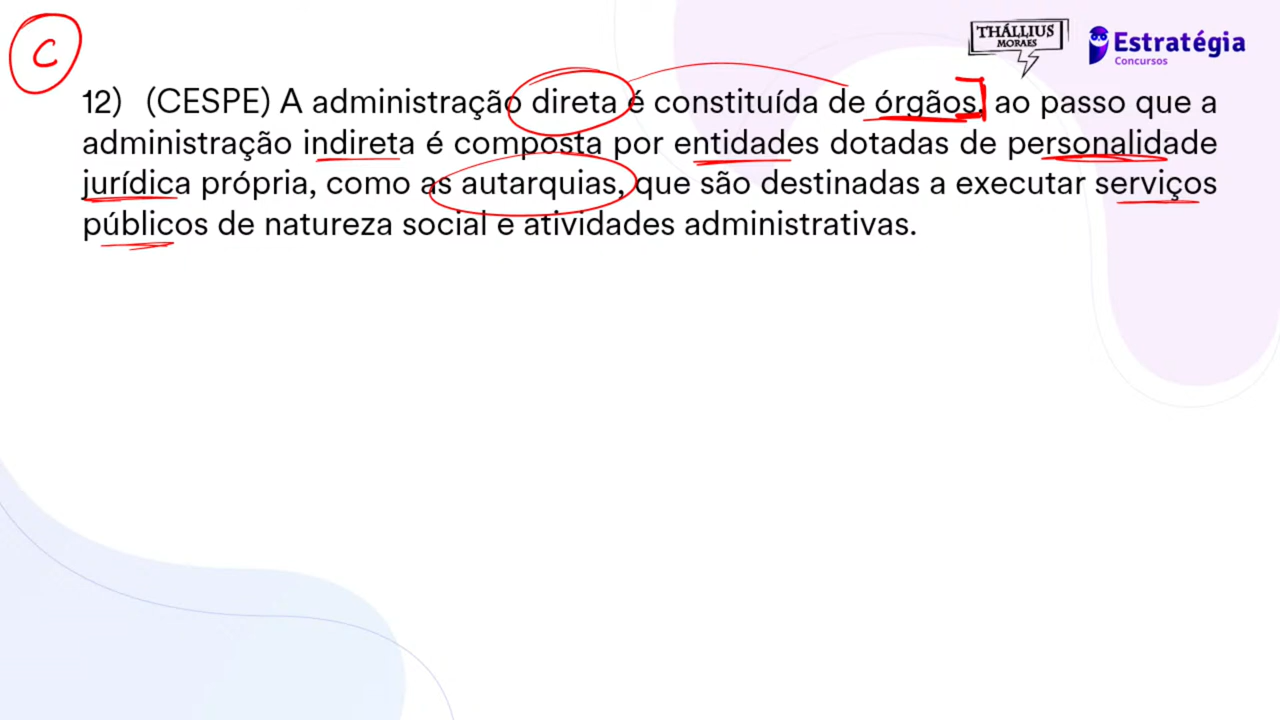 C
THÁLLIUS
MORAES
Estratégia
Concursos
12) (CESPE) A administração direta é constituída de órgãos, ao passo que a
administração indireta é composta por entidades dotadas de personalidade
jurídica própria, como as autarquias, que são destinadas a executar serviços
públicos de natureza social e atividades administrativas.